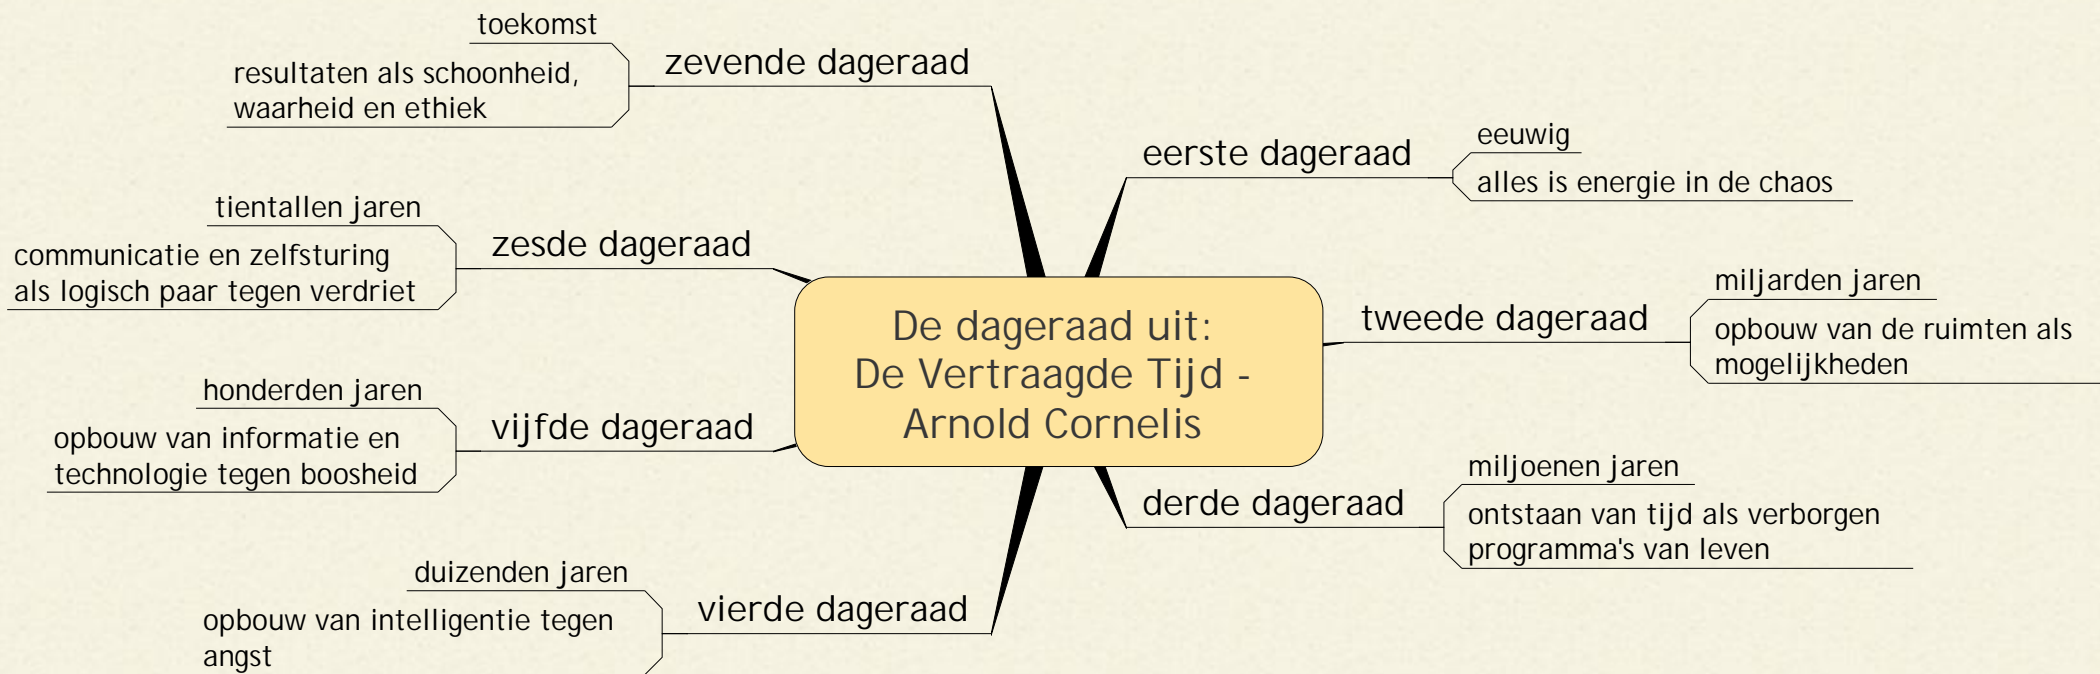 De dageraad uit:
De Vertraagde Tijd -
Arnold Cornelis
eerste dageraad
eeuwig
alles is energie in de chaos
tweede dageraad
miljarden jaren
opbouw van de ruimten als
mogelijkheden
derde dageraad
miljoenen jaren
ontstaan van tijd als verborgen
programma's van leven
vierde dageraad
duizenden jaren
opbouw van intelligentie tegen
angst
vijfde dageraad
honderden jaren
opbouw van informatie en
technologie tegen boosheid
zesde dageraad
tientallen jaren
communicatie en zelfsturing
als logisch paar tegen verdriet
zevende dageraad
toekomst
resultaten als schoonheid,
waarheid en ethiek